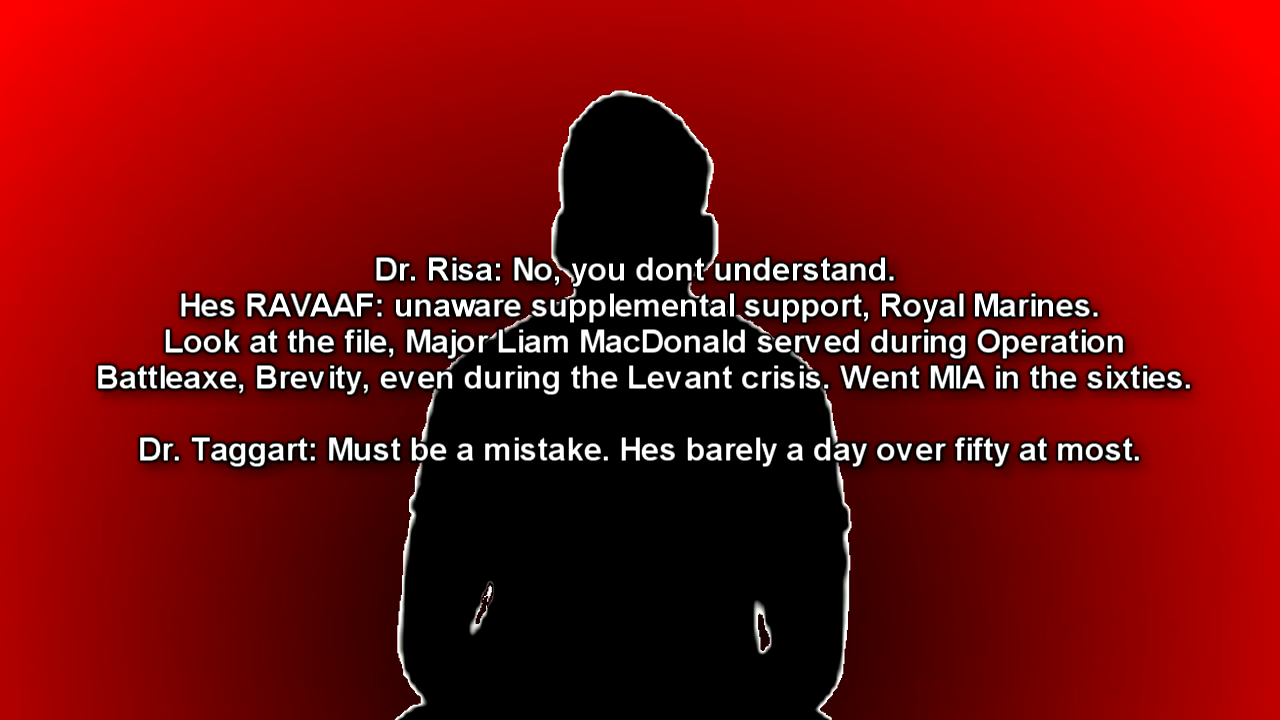 Dr. Risa: No, you dont understand.
Hes RAVAAF: unaware supplemental support, Royal Marines.
Look at the file, Major Liam MacDonald served during Operation
Battleaxe, Brevity, even during the Levant crisis. Went MIA in the sixties.
Dr. Taggart: Must be a mistake. Hes barely a day over fifty at most.